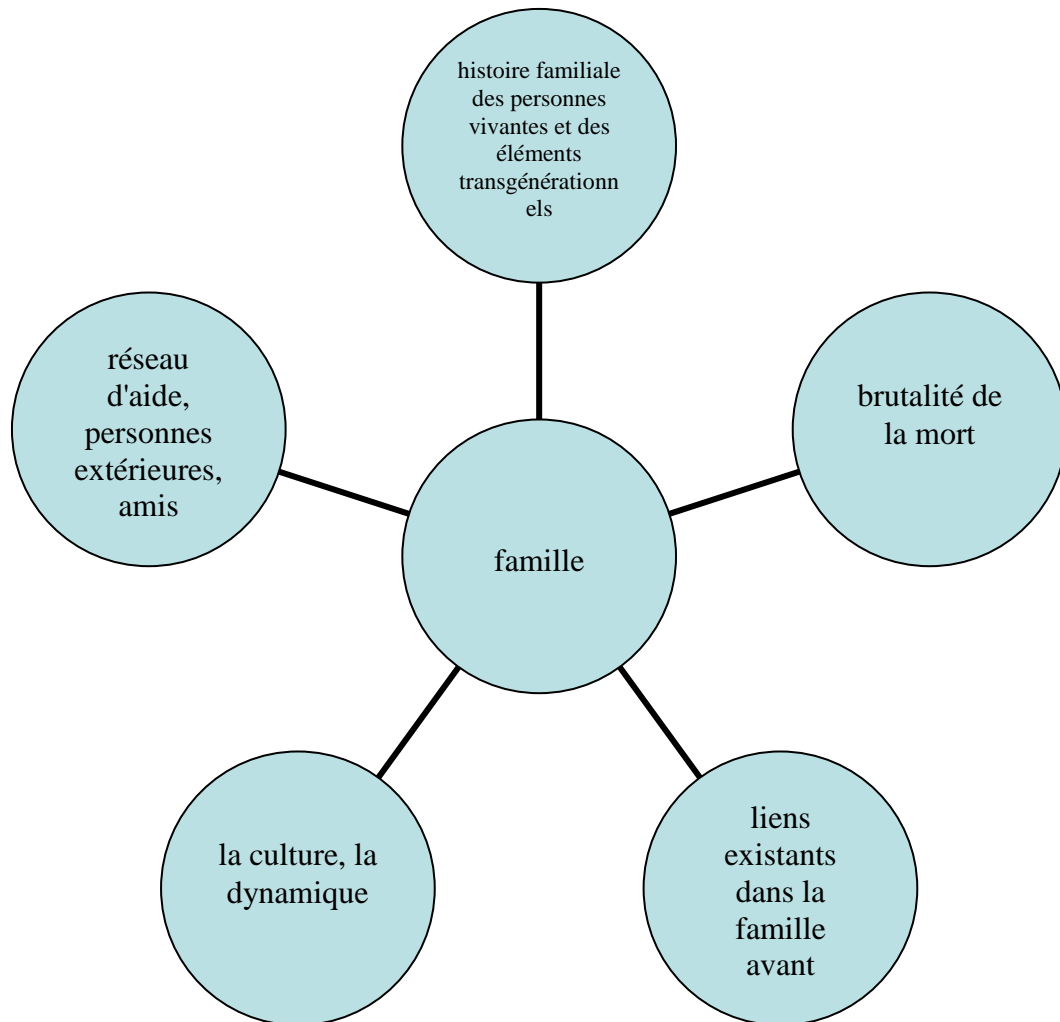 histoire familiale
des personnes
vivantes et des
éléments
transgénérationn
els
réseau
d'aide,
personnes
extérieures,
amis
brutalité de
la mort
famille
la culture, la
dynamique
liens
existants
dans la
famille
avant